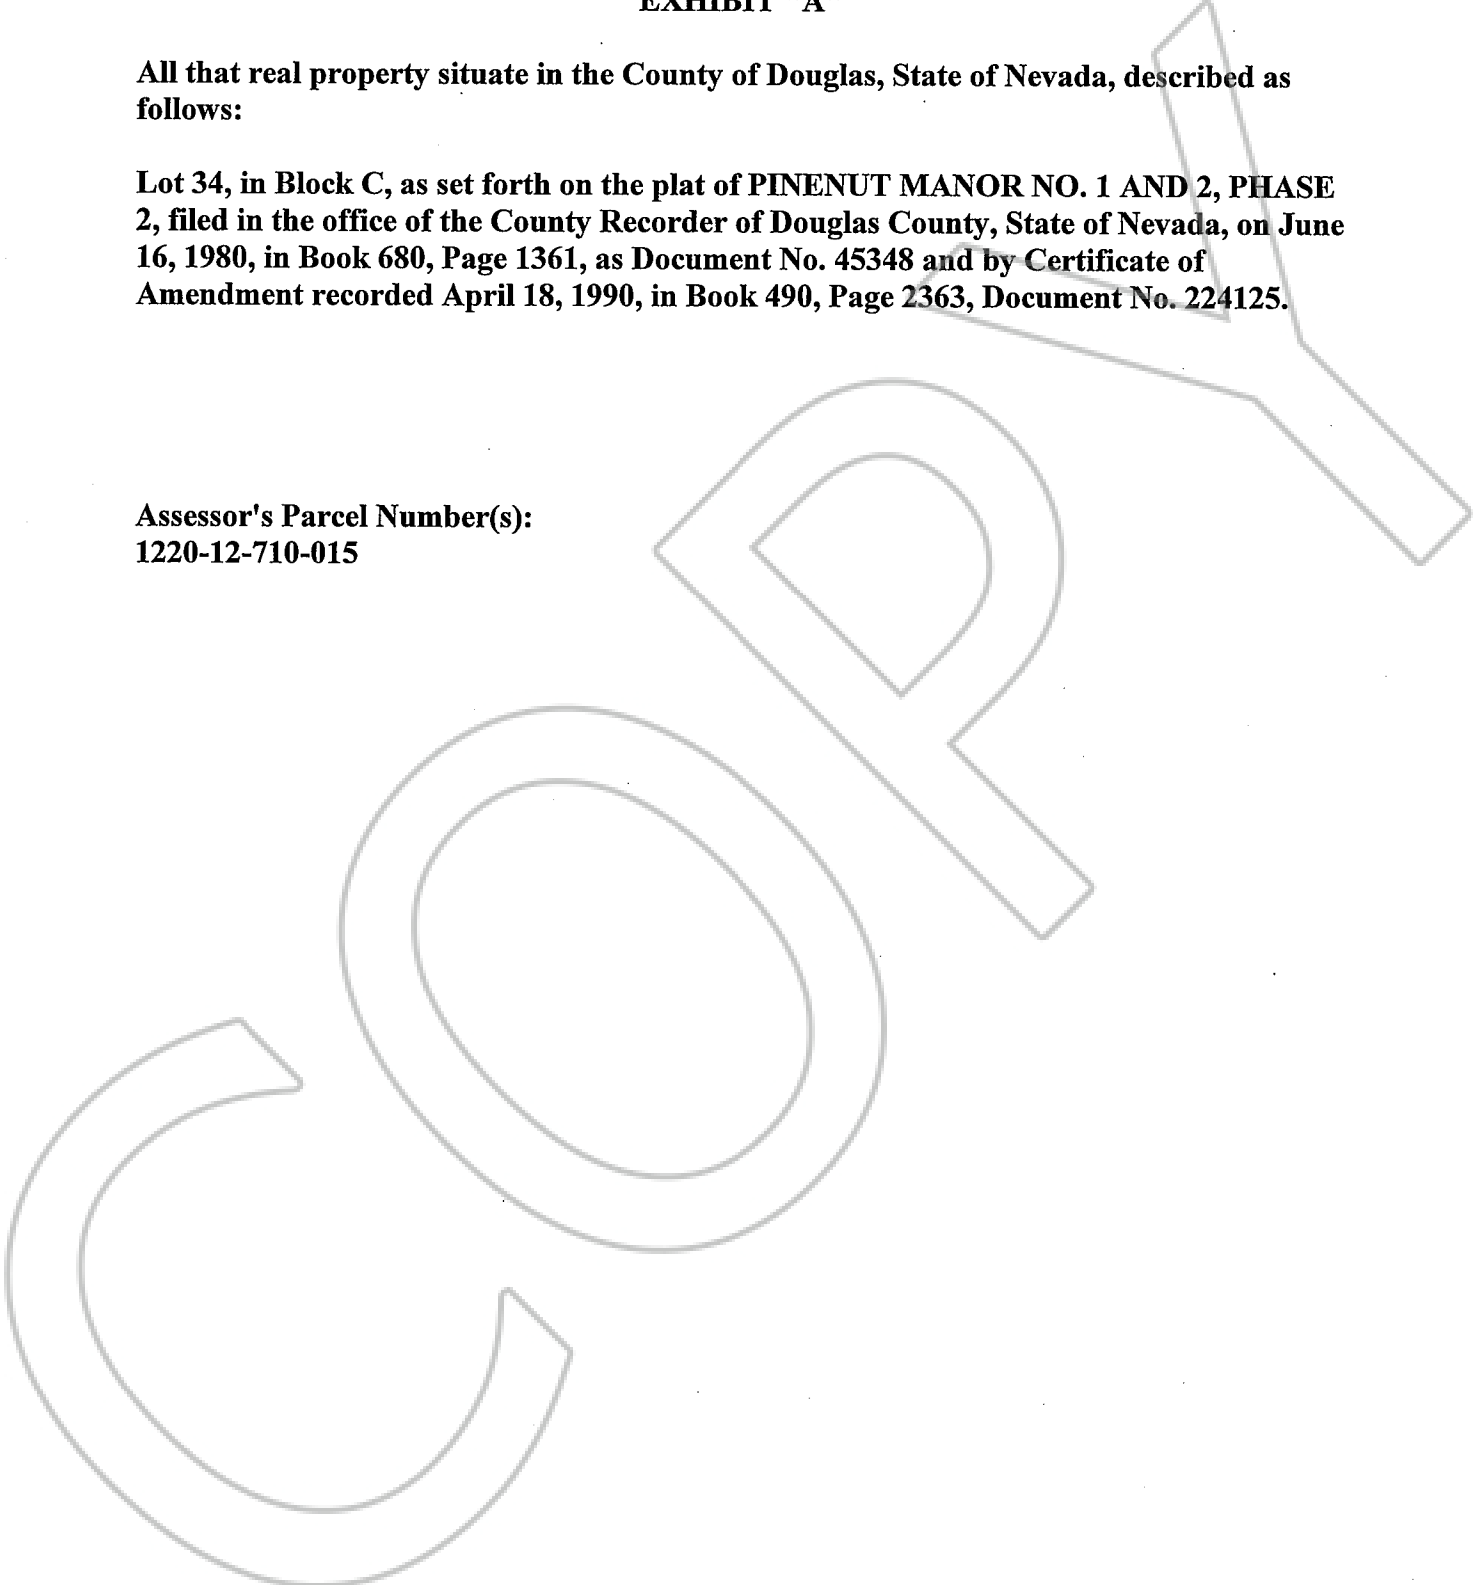 EXHIBIT "A"
All that real property situate in the County of Douglas, State of Nevada, described as
follows:
Lot 34, in Block C, as set forth on the plat of PINENUT MANOR NO. 1 AND 2, PHASE
2, filed in the office of the County Recorder of Douglas County, State of Nevada, on June
16, 1980, in Book 680, Page 1361, as Document No. 45348 and by Certificate of
Amendment recorded April 18, 1990, in Book 490, Page 2363, Document No. 224125.
Assessor's Parcel Number(s):
1220-12-710-015
COPY